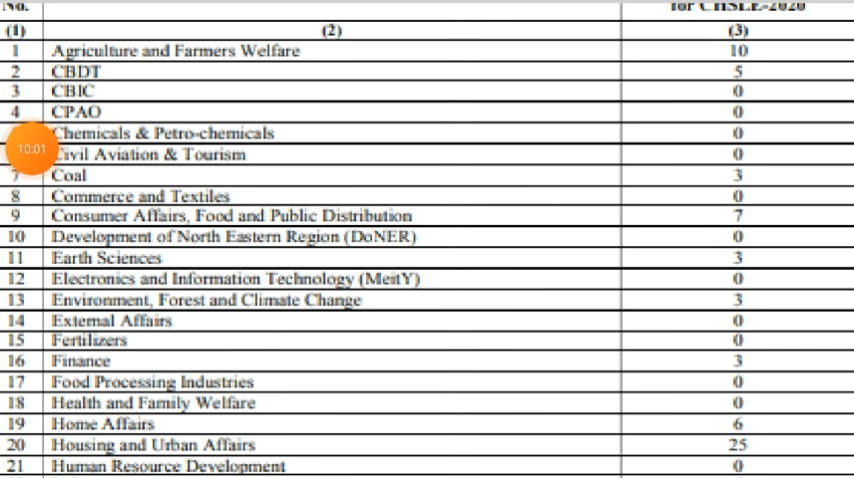 No. for CHSLE-2020
(1) (2) (3)
1 Agriculture and Farmers Welfare 10
2 CBDT 5
3 CBIC 0
4 CPAO 0
Chemicals & Petro-chemicals 0
10:01
Civil Aviation & Tourism 0
7 Coal 3
8 Commerce and Textiles 0
9 Consumer Affairs, Food and Public Distribution 7
10 Development of North Eastern Region (DoNER) 0
11 Earth Sciences 3
12 Electronics and Information Technology (MeitY) 0
13 Environment, Forest and Climate Change 3
14 External Affairs 0
15 Fertilizers 0
16 Finance 3
17 Food Processing Industries 0
18 Health and Family Welfare 0
19 Home Affairs 6
20 Housing and Urban Affairs 25
21 Human Resource Development 0